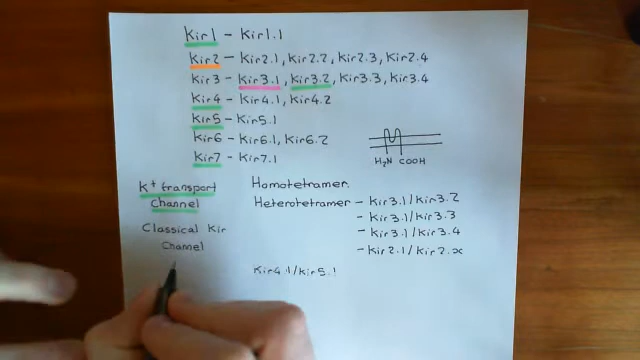 Kir1 - Kir1.1
Kir2 - Kir2.1, Kir2.2, Kir2.3, Kir2.4
Kir3 - Kir3.1, Kir3.2, Kir3.3, Kir3.4
Kir4 - Kir4.1, Kir4.2
Kir5 - Kir5.1
Kir6 - Kir6.1, Kir6.2
Kir7 - Kir7.1
H₂N COOH
K⁺ transport
Channel
Classical Kir
Channel
Homotetramer
Heterotetramer - Kir3.1/Kir3.2
- Kir3.1/Kir3.3
- Kir3.1/Kir3.4
- Kir2.1/Kir2.x
Kir4.1/Kir5.1